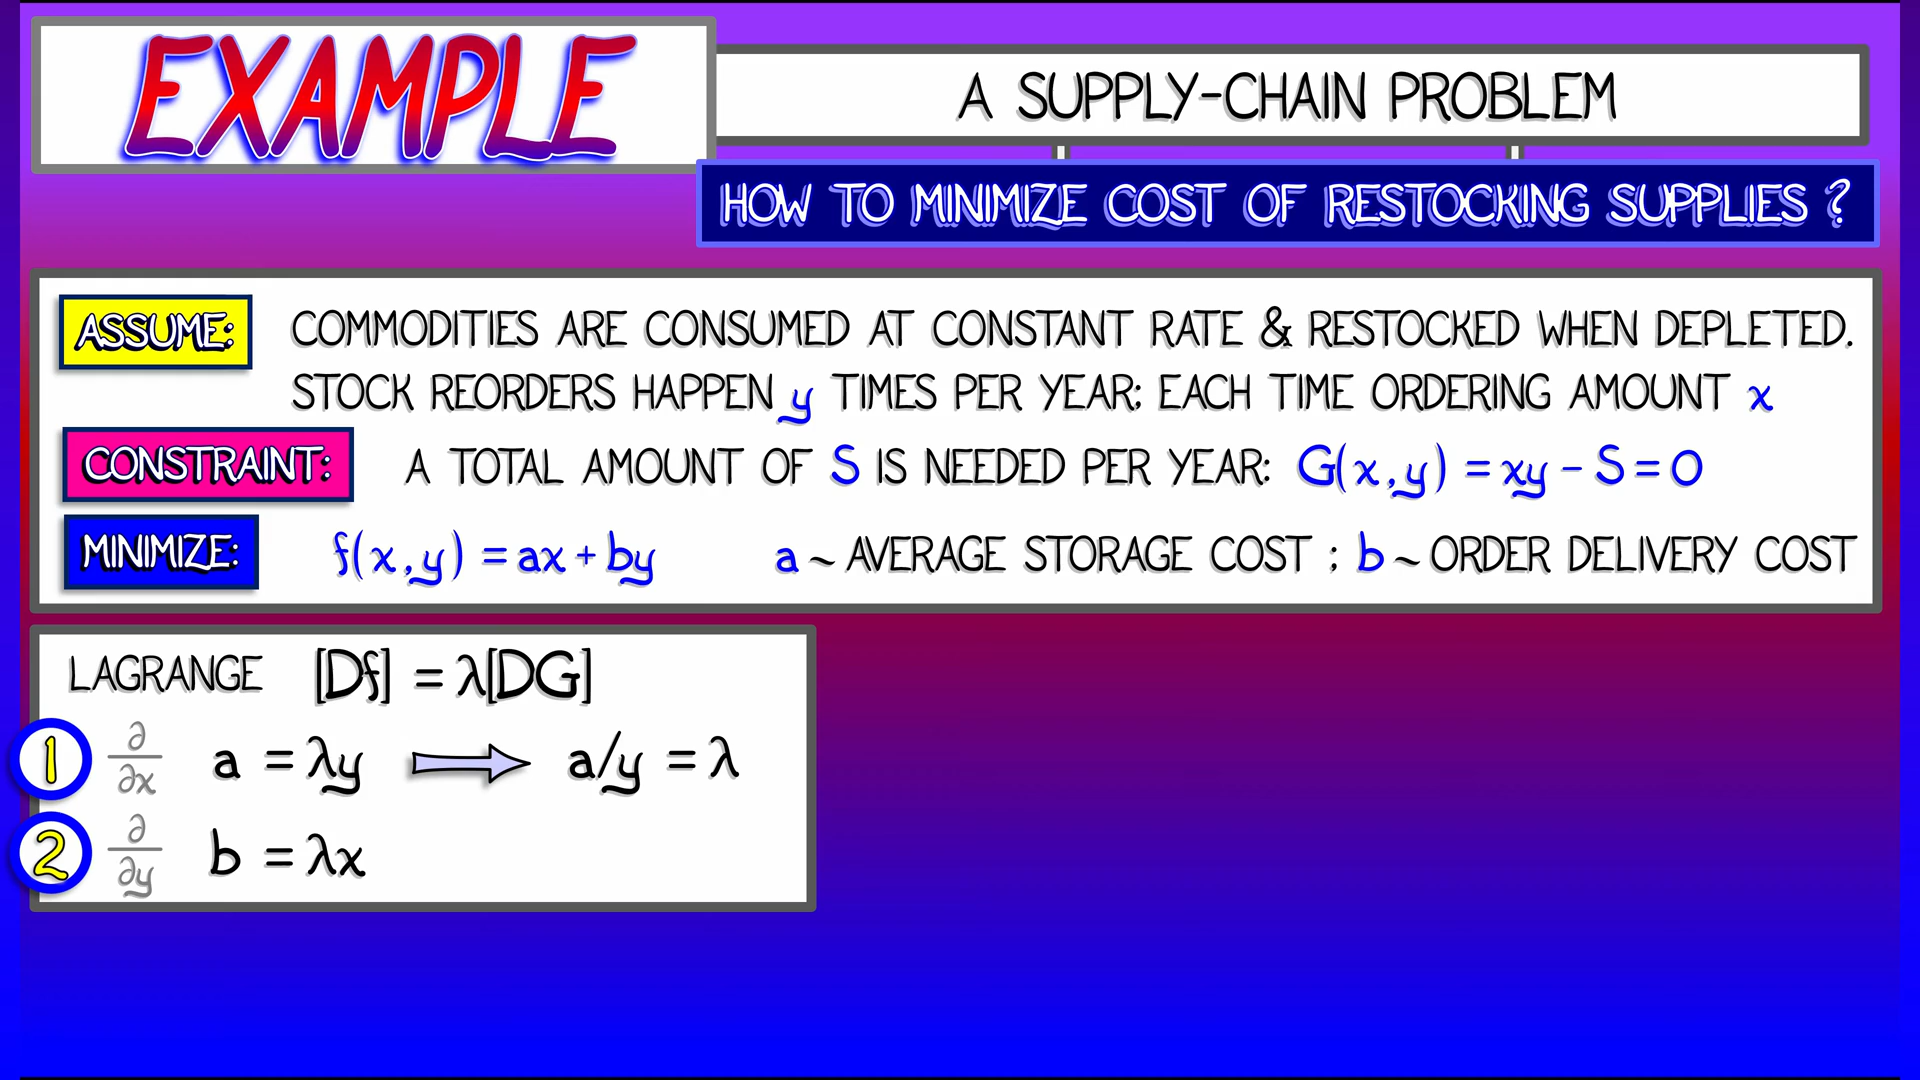 EXAMPLE
A SUPPLY-CHAIN PROBLEM
HOW TO MINIMIZE COST OF RESTOCKING SUPPLIES ?
ASSUME: COMMODITIES ARE CONSUMED AT CONSTANT RATE & RESTOCKED WHEN DEPLETED.
STOCK REORDERS HAPPEN y TIMES PER YEAR; EACH TIME ORDERING AMOUNT x
CONSTRAINT: A TOTAL AMOUNT OF S IS NEEDED PER YEAR: G(x,y) = xy - S = 0
MINIMIZE: f(x,y) = ax + by a ~ AVERAGE STORAGE COST ; b ~ ORDER DELIVERY COST
LAGRANGE [Df] = λ[DG]
1 ∂/∂x a = λy → a/y = λ
2 ∂/∂y b = λx